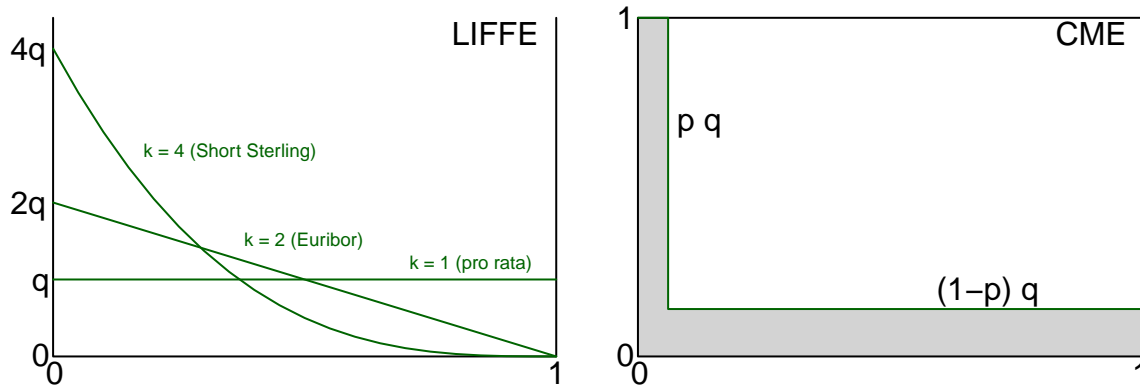 LIFFE
4q
k = 4 (Short Sterling)
2q
k = 2 (Euribor)
k = 1 (pro rata)
q
0
0
1
CME
1
p q
(1−p) q
0
0
1